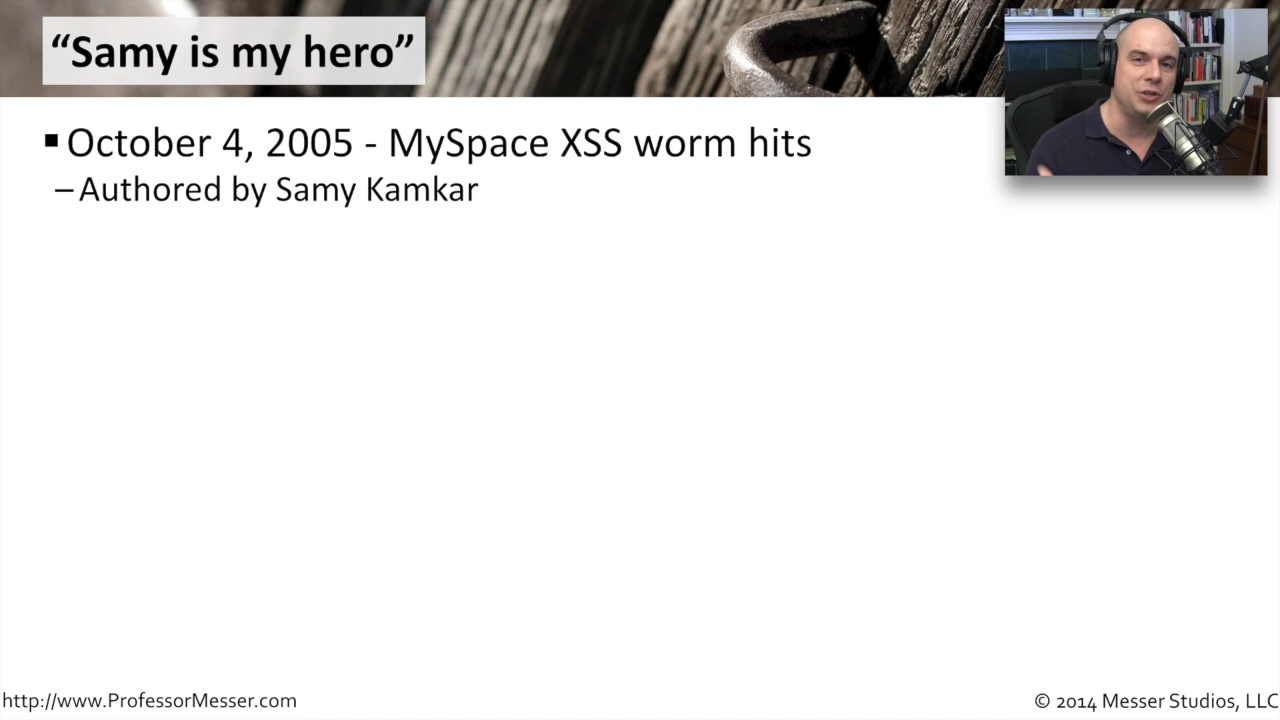 “Samy is my hero”
▪ October 4, 2005 - MySpace XSS worm hits
– Authored by Samy Kamkar
http://www.ProfessorMesser.com
© 2014 Messer Studios, LLC